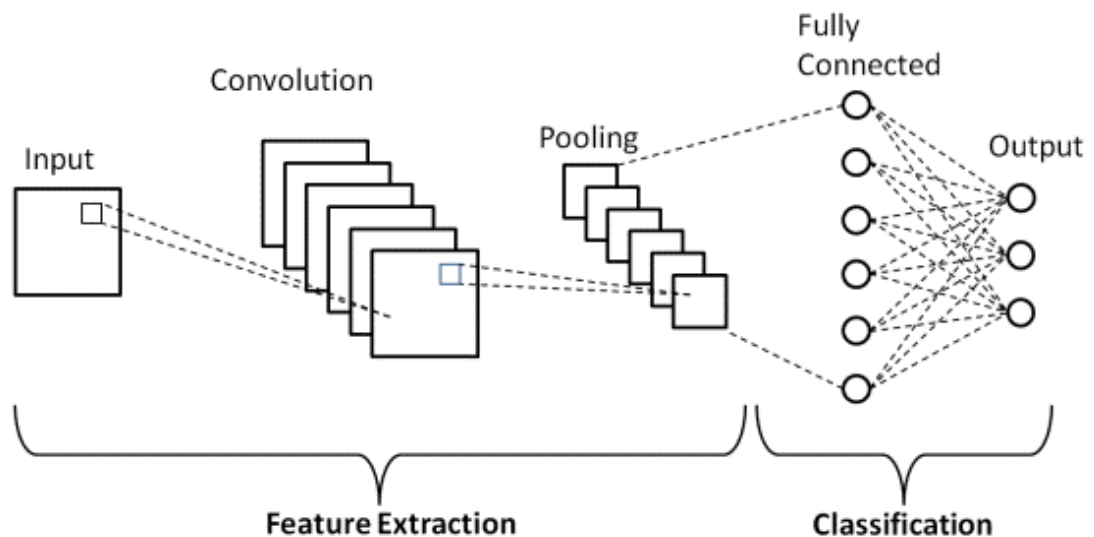 Input
Convolution
Pooling
Fully
Connected
Output
Feature Extraction
Classification